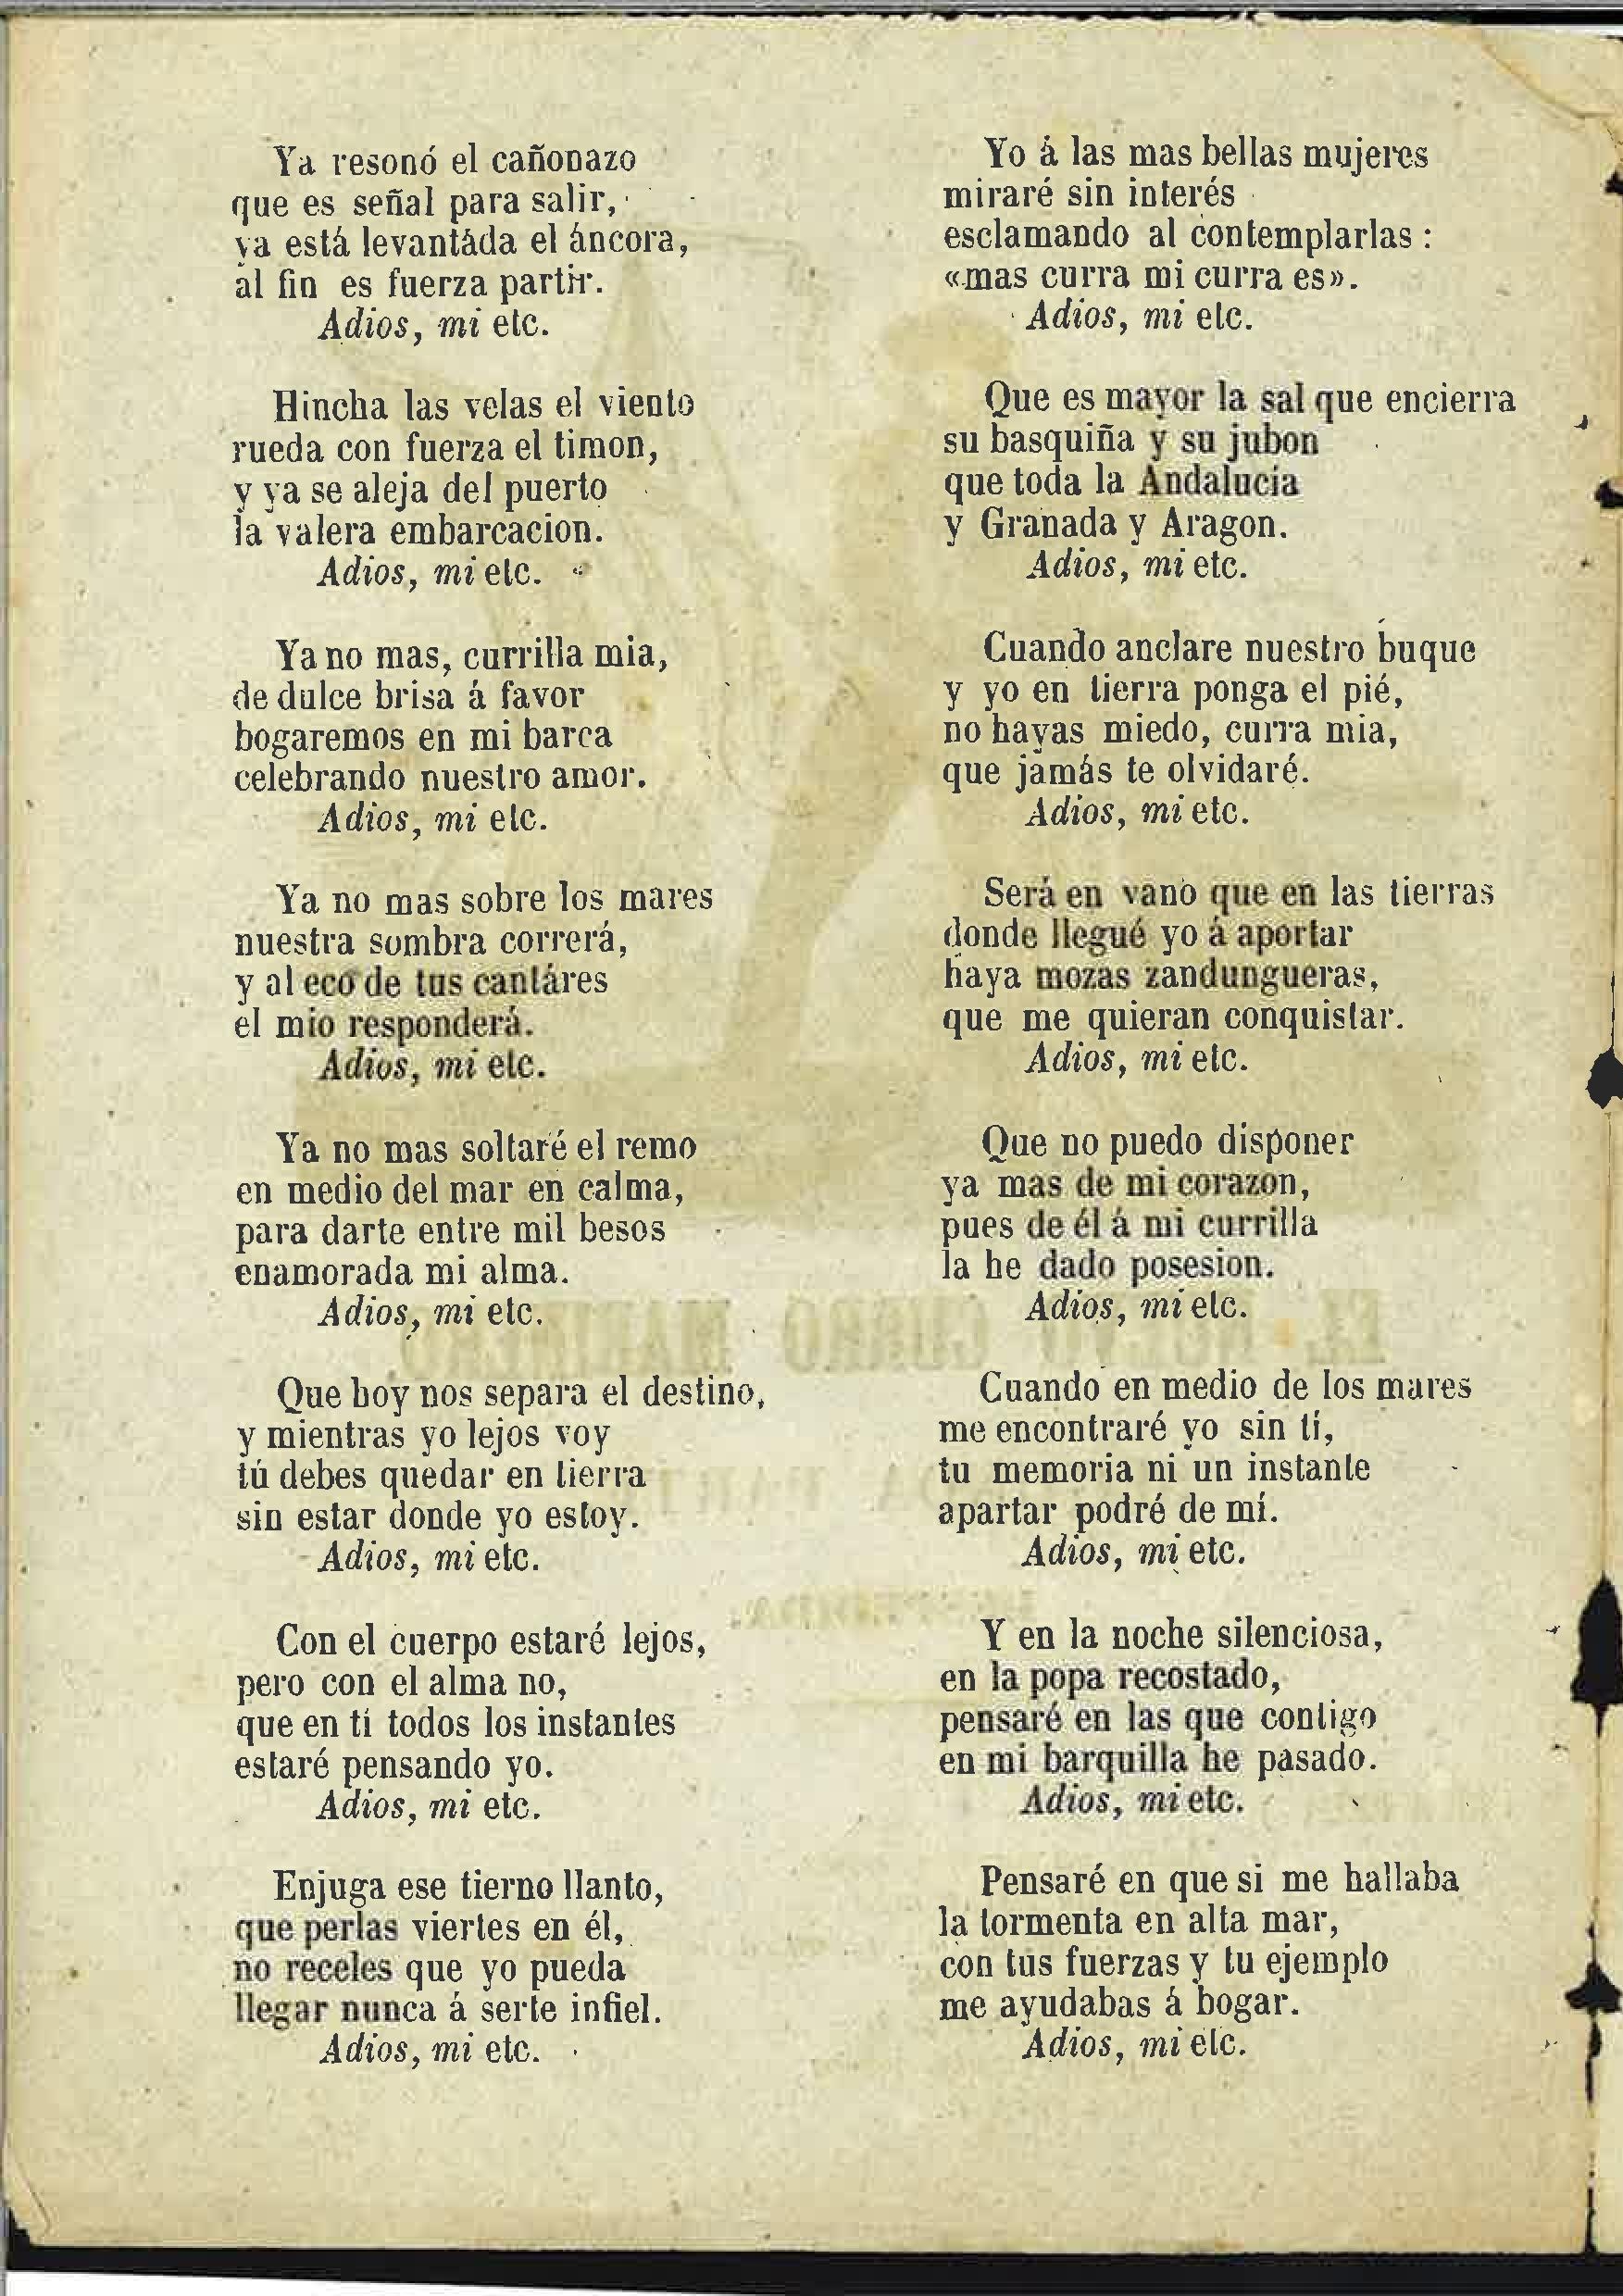 Ya resonó el cañonazo
que es señal para salir,
ya está levantáda el áncora,
al fin es fuerza partir.
Adios, mi etc.
Hincha las velas el viento
rueda con fuerza el timon,
y ya se aleja del puerto
la valera embarcacion.
Adios, mi etc.
Ya no mas, currilla mia,
de dulce brisa á favor
bogaremos en mi barca
celebrando nuestro amor.
Adios, mi etc.
Ya no mas sobre los mares
nuestra sombra correrá,
y al eco de tus cantáres
el mio responderá.
Adios, mi etc.
Ya no mas soltaré el remo
en medio del mar en calma,
para darte entre mil besos
enamorada mi alma.
Adios, mi etc.
Que hoy nos separa el destino,
y mientras yo lejos voy
tú debes quedar en tierra
sin estar donde yo estoy.
Adios, mi etc.
Con el cuerpo estaré lejos,
pero con el alma no,
que en tí todos los instantes
estaré pensando yo.
Adios, mi etc.
Enjuga ese tierno llanto,
que perlas viertes en él,
no receles que yo pueda
llegar nunca á serte infiel.
Adios, mi etc.
Yo á las mas bellas mujeres
miraré sin interés
esclamando al contemplarlas :
«mas curra mi curra es».
Adios, mi etc.
Que es mayor la sal que encierra
su basquiña y su jubon
que toda la Andalucia
y Granada y Aragon.
Adios, mi etc.
Cuando anclare nuestro buque
y yo en tierra ponga el pié,
no hayas miedo, curra mia,
que jamás te olvidaré.
Adios, mi etc.
Será en vano que en las tierras
donde llegué yo á aportar
haya mozas zandungueras,
que me quieran conquistar.
Adios, mi etc.
Que no puedo disponer
ya mas de mi corazon,
pues de él á mi currilla
la he dado posesion.
Adios, mi etc.
Cuando en medio de los mares
me encontraré yo sin tí,
tu memoria ni un instante
apartar podré de mí.
Adios, mi etc.
Y en la noche silenciosa,
en la popa recostado,
pensaré en las que contigo
en mi barquilla he pasado.
Adios, mi etc.
Pensaré en que si me hallaba
la tormenta en alta mar,
con tus fuerzas y tu ejemplo
me ayudabas á bogar.
Adios, mi etc.